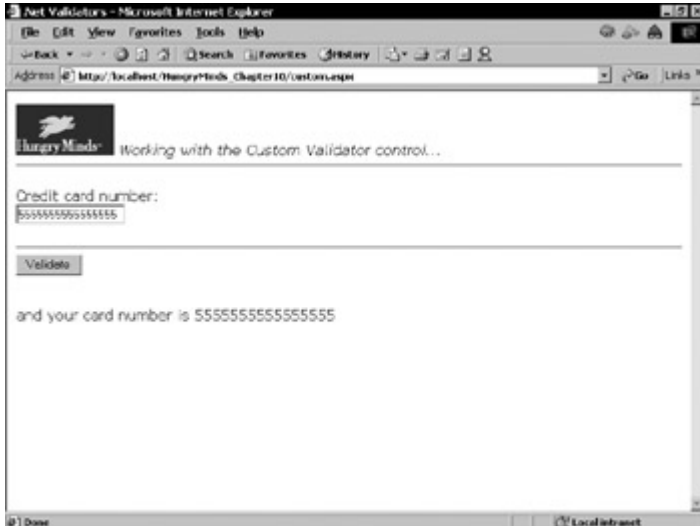 .Net Validators - Microsoft Internet Explorer
File Edit View Favorites Tools Help
Back Search Favorites History
Address http://localhost/HungryMinds_Chapter10/custom.aspx Go Links
Hungry Minds Working with the Custom Validator control...
Credit card number:
5555555555555555
Validate
and your card number is 5555555555555555
Done Local intranet